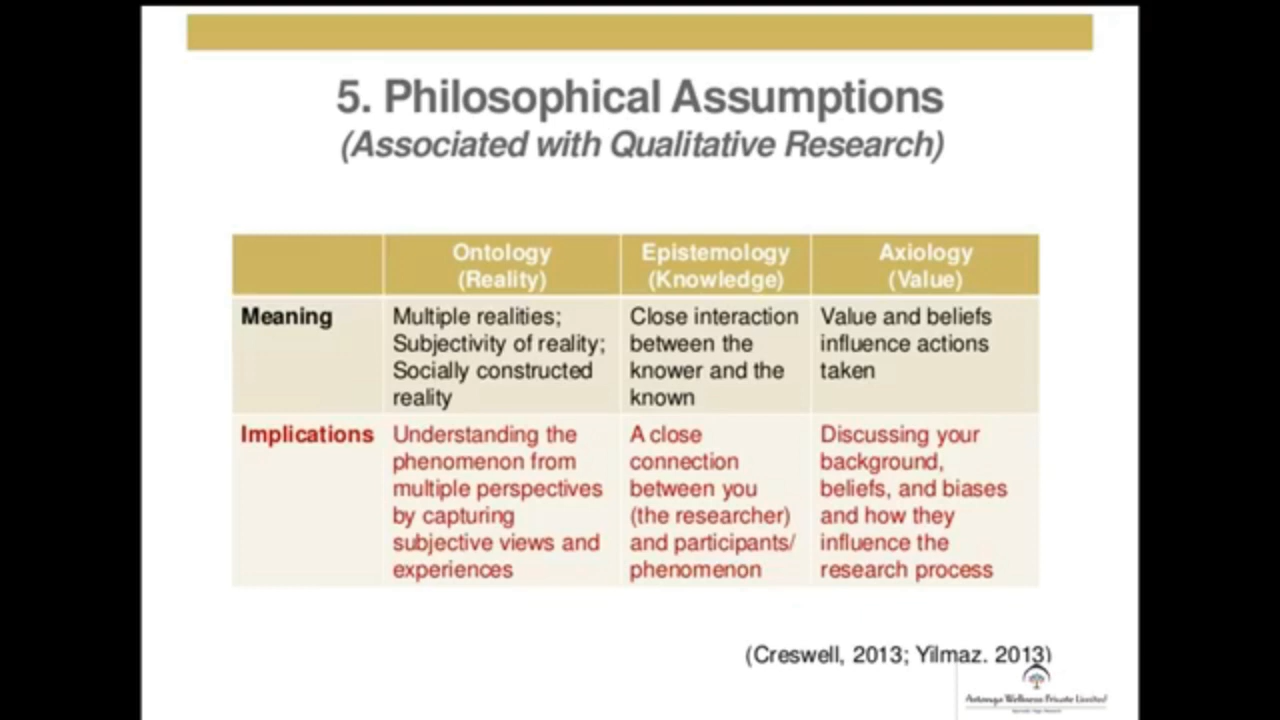 5. Philosophical Assumptions
(Associated with Qualitative Research)
Ontology
(Reality)
Epistemology
(Knowledge)
Axiology
(Value)
Meaning
Multiple realities;
Subjectivity of reality;
Socially constructed
reality
Close interaction
between the
knower and the
known
Value and beliefs
influence actions
taken
Implications
Understanding the
phenomenon from
multiple perspectives
by capturing
subjective views and
experiences
A close
connection
between you
(the researcher)
and participants/
phenomenon
Discussing your
background,
beliefs, and biases
and how they
influence the
research process
(Creswell, 2013; Yilmaz. 2013)
Wellness Private Limited